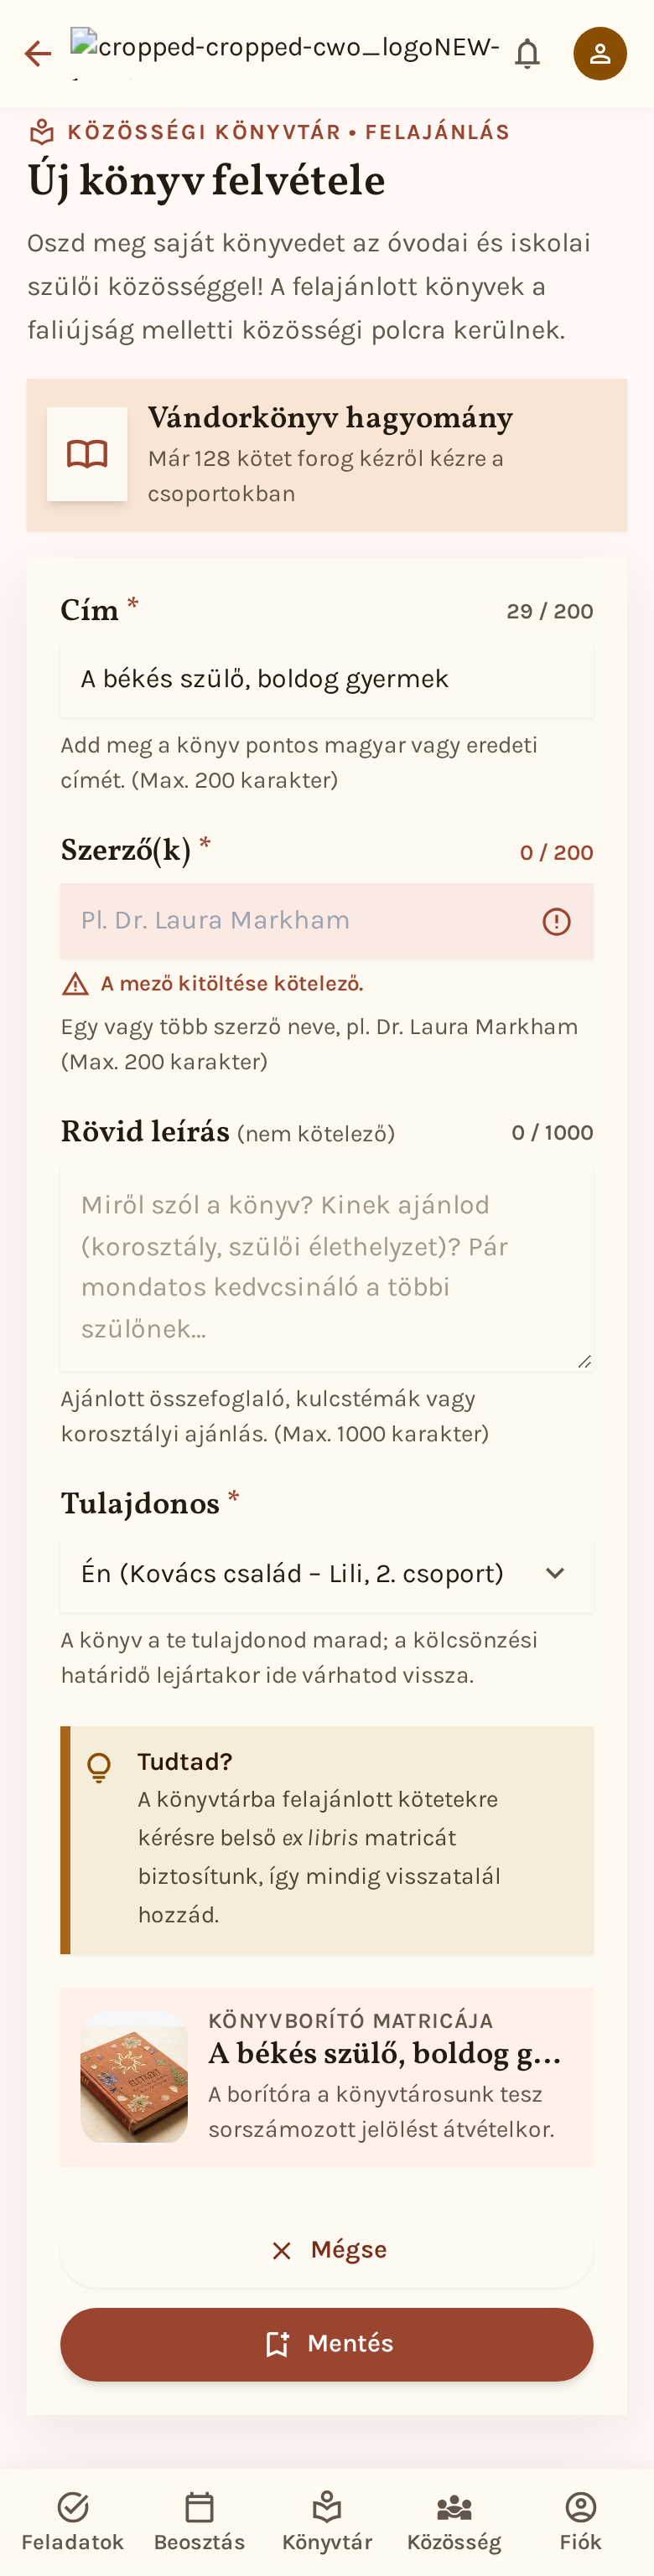 cropped-cropped-cwo_logoNEW-
KÖZÖSSÉGI KÖNYVTÁR • FELAJÁNLÁS
Új könyv felvétele
Oszd meg saját könyvedet az óvodai és iskolai
szülői közösséggel! A felajánlott könyvek a
faliújság melletti közösségi polcra kerülnek.
Vándorkönyv hagyomány
Már 128 kötet forog kézről kézre a
csoportokban
Cím * 29 / 200
A békés szülő, boldog gyermek
Add meg a könyv pontos magyar vagy eredeti
címét. (Max. 200 karakter)
Szerző(k) * 0 / 200
Pl. Dr. Laura Markham
A mező kitöltése kötelező.
Egy vagy több szerző neve, pl. Dr. Laura Markham
(Max. 200 karakter)
Rövid leírás (nem kötelező) 0 / 1000
Miről szól a könyv? Kinek ajánlod
(korosztály, szülői élethelyzet)? Pár
mondatos kedvcsináló a többi
szülőnek...
Ajánlott összefoglaló, kulcstémák vagy
korosztályi ajánlás. (Max. 1000 karakter)
Tulajdonos *
Én (Kovács család – Lili, 2. csoport)
A könyv a te tulajdonod marad; a kölcsönzési
határidő lejártakor ide várhatod vissza.
Tudtad?
A könyvtárba felajánlott kötetekre
kérésre belső ex libris matricát
biztosítunk, így mindig visszatalál
hozzád.
KÖNYVBORÍTÓ MATRICÁJA
A békés szülő, boldog g...
A borítóra a könyvtárosunk tesz
sorszámozott jelölést átvételkor.
Mégse
Mentés
Feladatok Beosztás Könyvtár Közösség Fiók